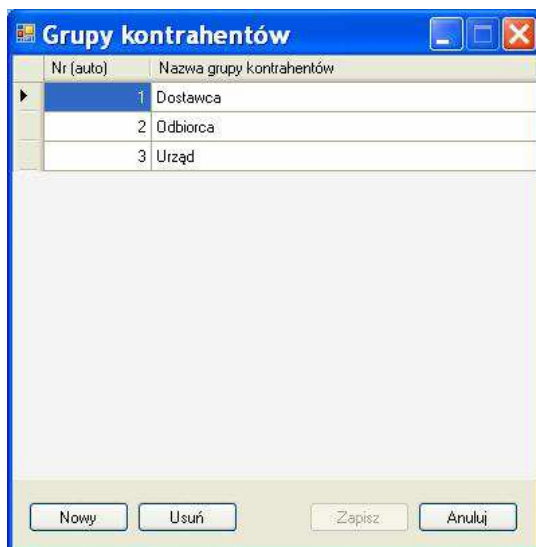 Grupy kontrahentów
Nr (auto) Nazwa grupy kontrahentów
1 Dostawca
2 Odbiorca
3 Urząd
Nowy Usuń Zapisz Anuluj